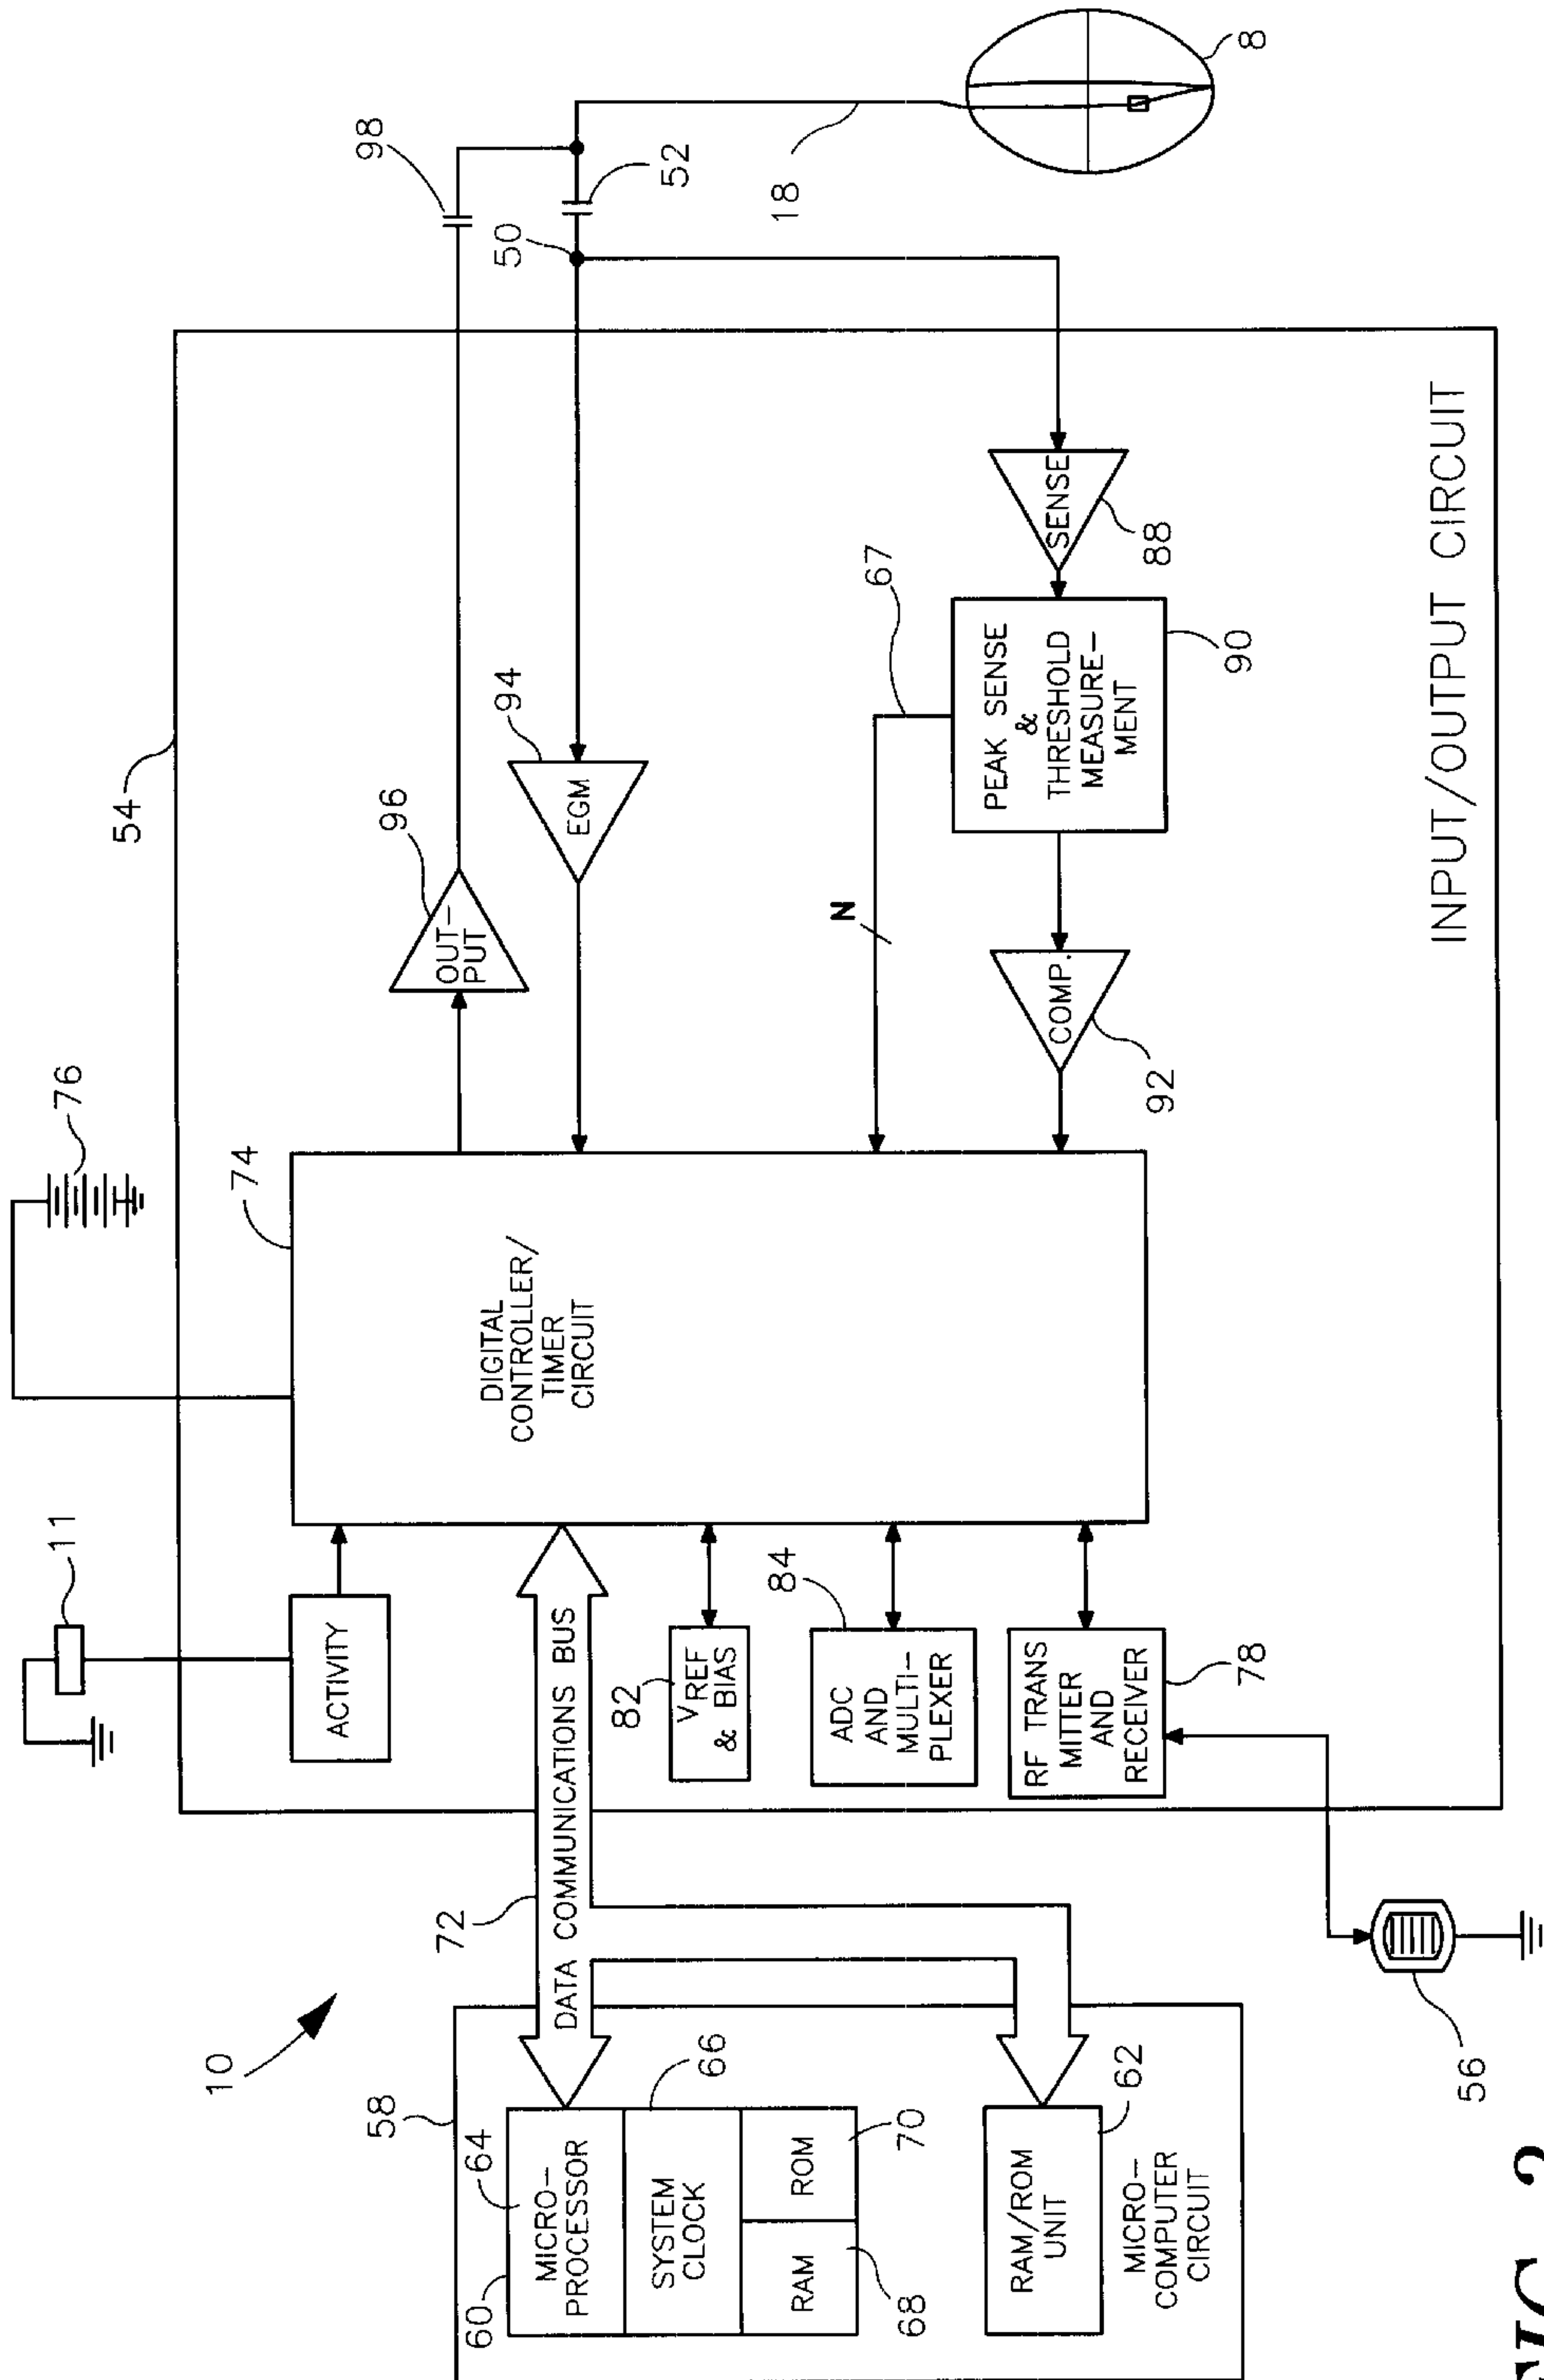 10
58
60
64
MICRO-
PROCESSOR
66
SYSTEM
CLOCK
RAM
ROM
68
70
62
RAM/ROM
UNIT
MICRO-
COMPUTER
CIRCUIT
72
DATA COMMUNICATIONS BUS
56
11
ACTIVITY
82
VREF
& BIAS
84
ADC
AND
MULTI-
PLEXER
RF TRANS
MITTER
AND
RECEIVER
78
76
74
DIGITAL
CONTROLLER/
TIMER
CIRCUIT
54
96
OUT-
PUT
94
EGM
N
67
PEAK SENSE
&
THRESHOLD
MEASURE-
MENT
90
COMP.
92
SENSE
88
INPUT/OUTPUT CIRCUIT
98
50
52
18
8
FIG. 2